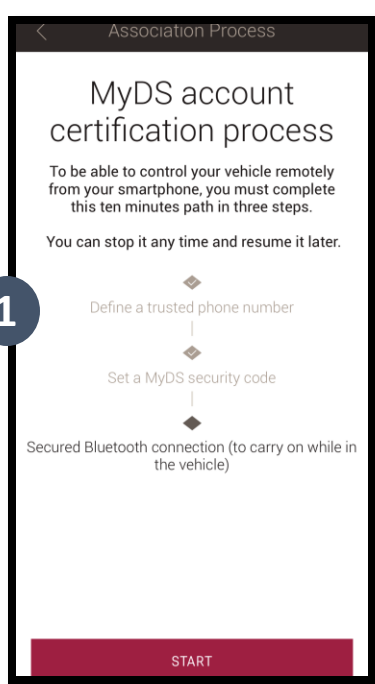 Association Process
MyDS account
certification process
To be able to control your vehicle remotely
from your smartphone, you must complete
this ten minutes path in three steps.
You can stop it any time and resume it later.
1
Define a trusted phone number
Set a MyDS security code
Secured Bluetooth connection (to carry on while in
the vehicle)
START